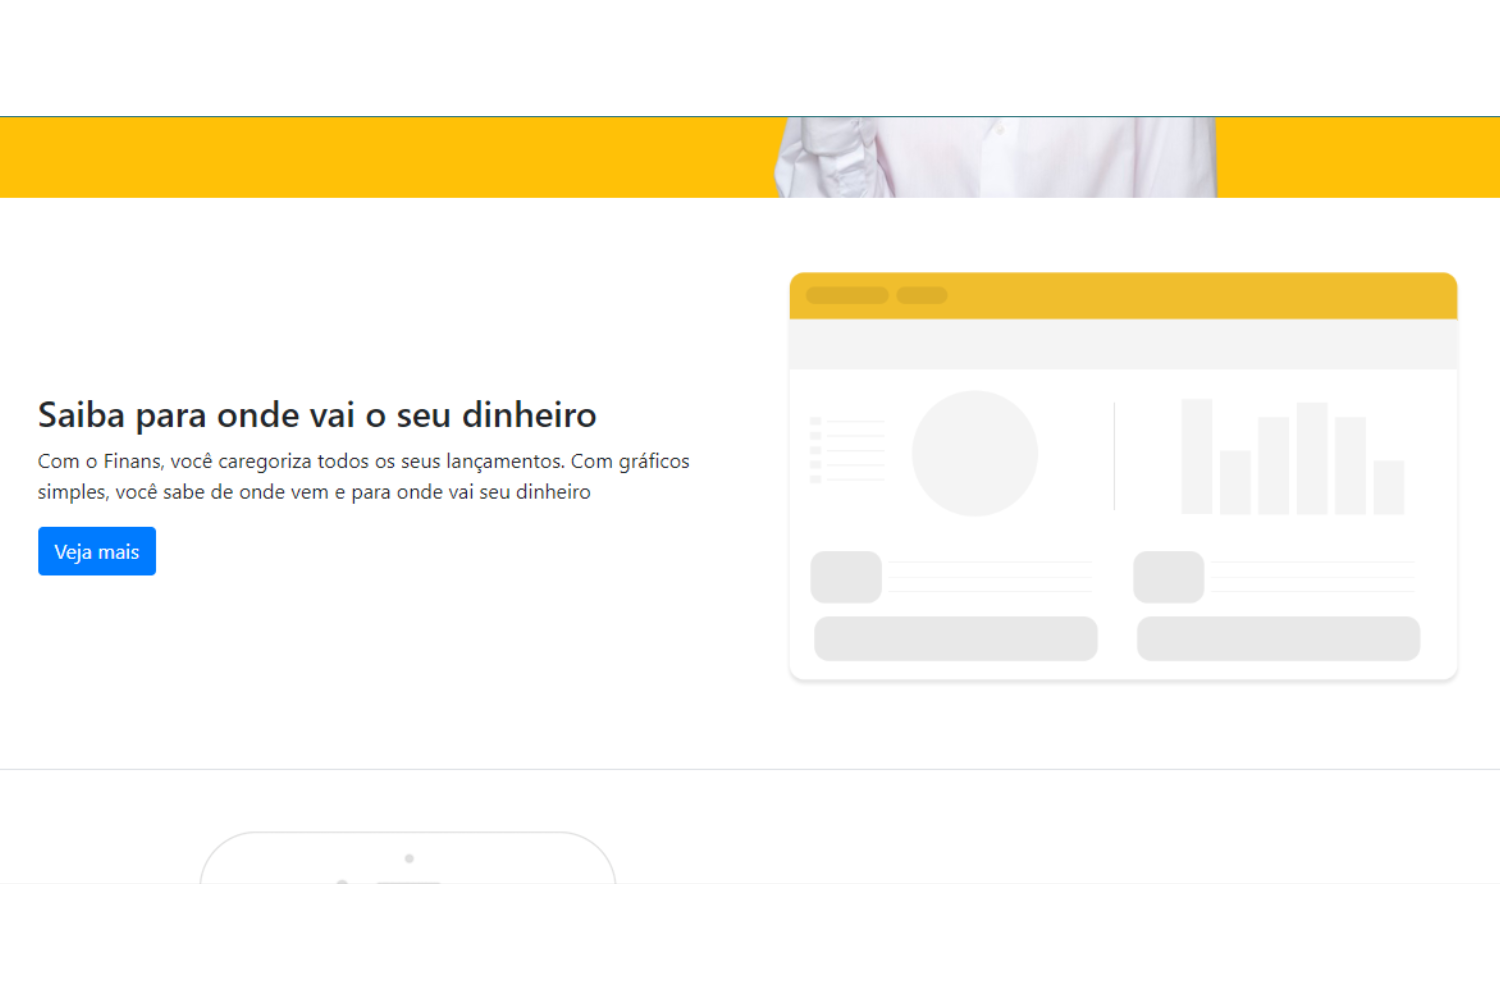 Saiba para onde vai o seu dinheiro
Com o Finans, você caregoriza todos os seus lançamentos. Com gráficos
simples, você sabe de onde vem e para onde vai seu dinheiro
Veja mais